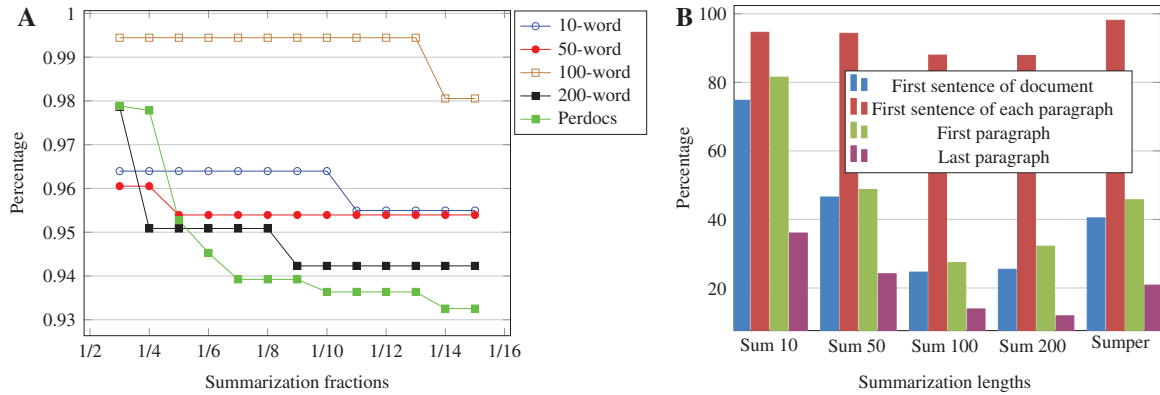 A
1
0.99
0.98
0.97
0.96
0.95
0.94
0.93
Percentage
1/2
1/4
1/6
1/8
1/10
1/12
1/14
1/16
Summarization fractions
10-word
50-word
100-word
200-word
Perdocs
B
100
80
60
40
20
Percentage
First sentence of document
First sentence of each paragraph
First paragraph
Last paragraph
Sum 10
Sum 50
Sum 100
Sum 200
Sumper
Summarization lengths